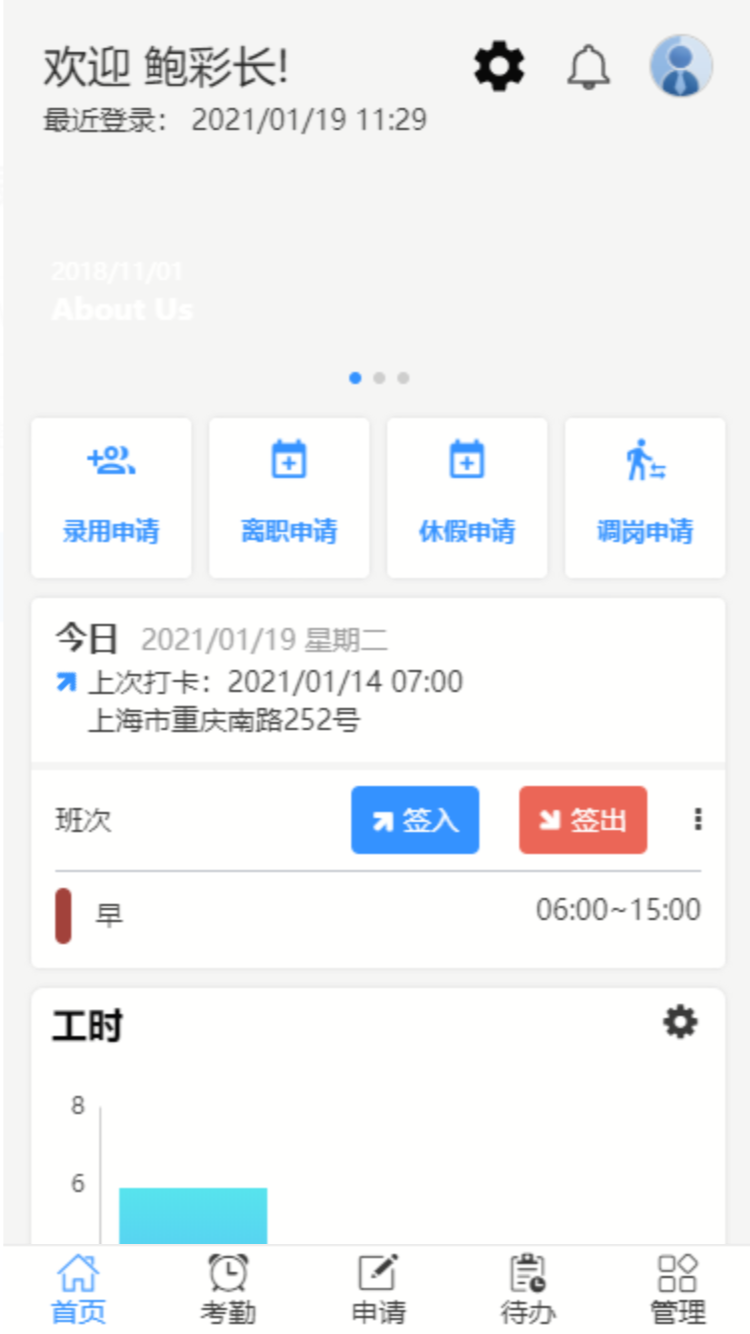 欢迎 鲍彩长!
最近登录： 2021/01/19 11:29
2018/11/01
About Us
录用申请 离职申请 休假申请 调岗申请
今日 2021/01/19 星期二
上次打卡：2021/01/14 07:00
上海市重庆南路252号
班次 签入 签出
早 06:00~15:00
工时
8
6
首页 考勤 申请 待办 管理